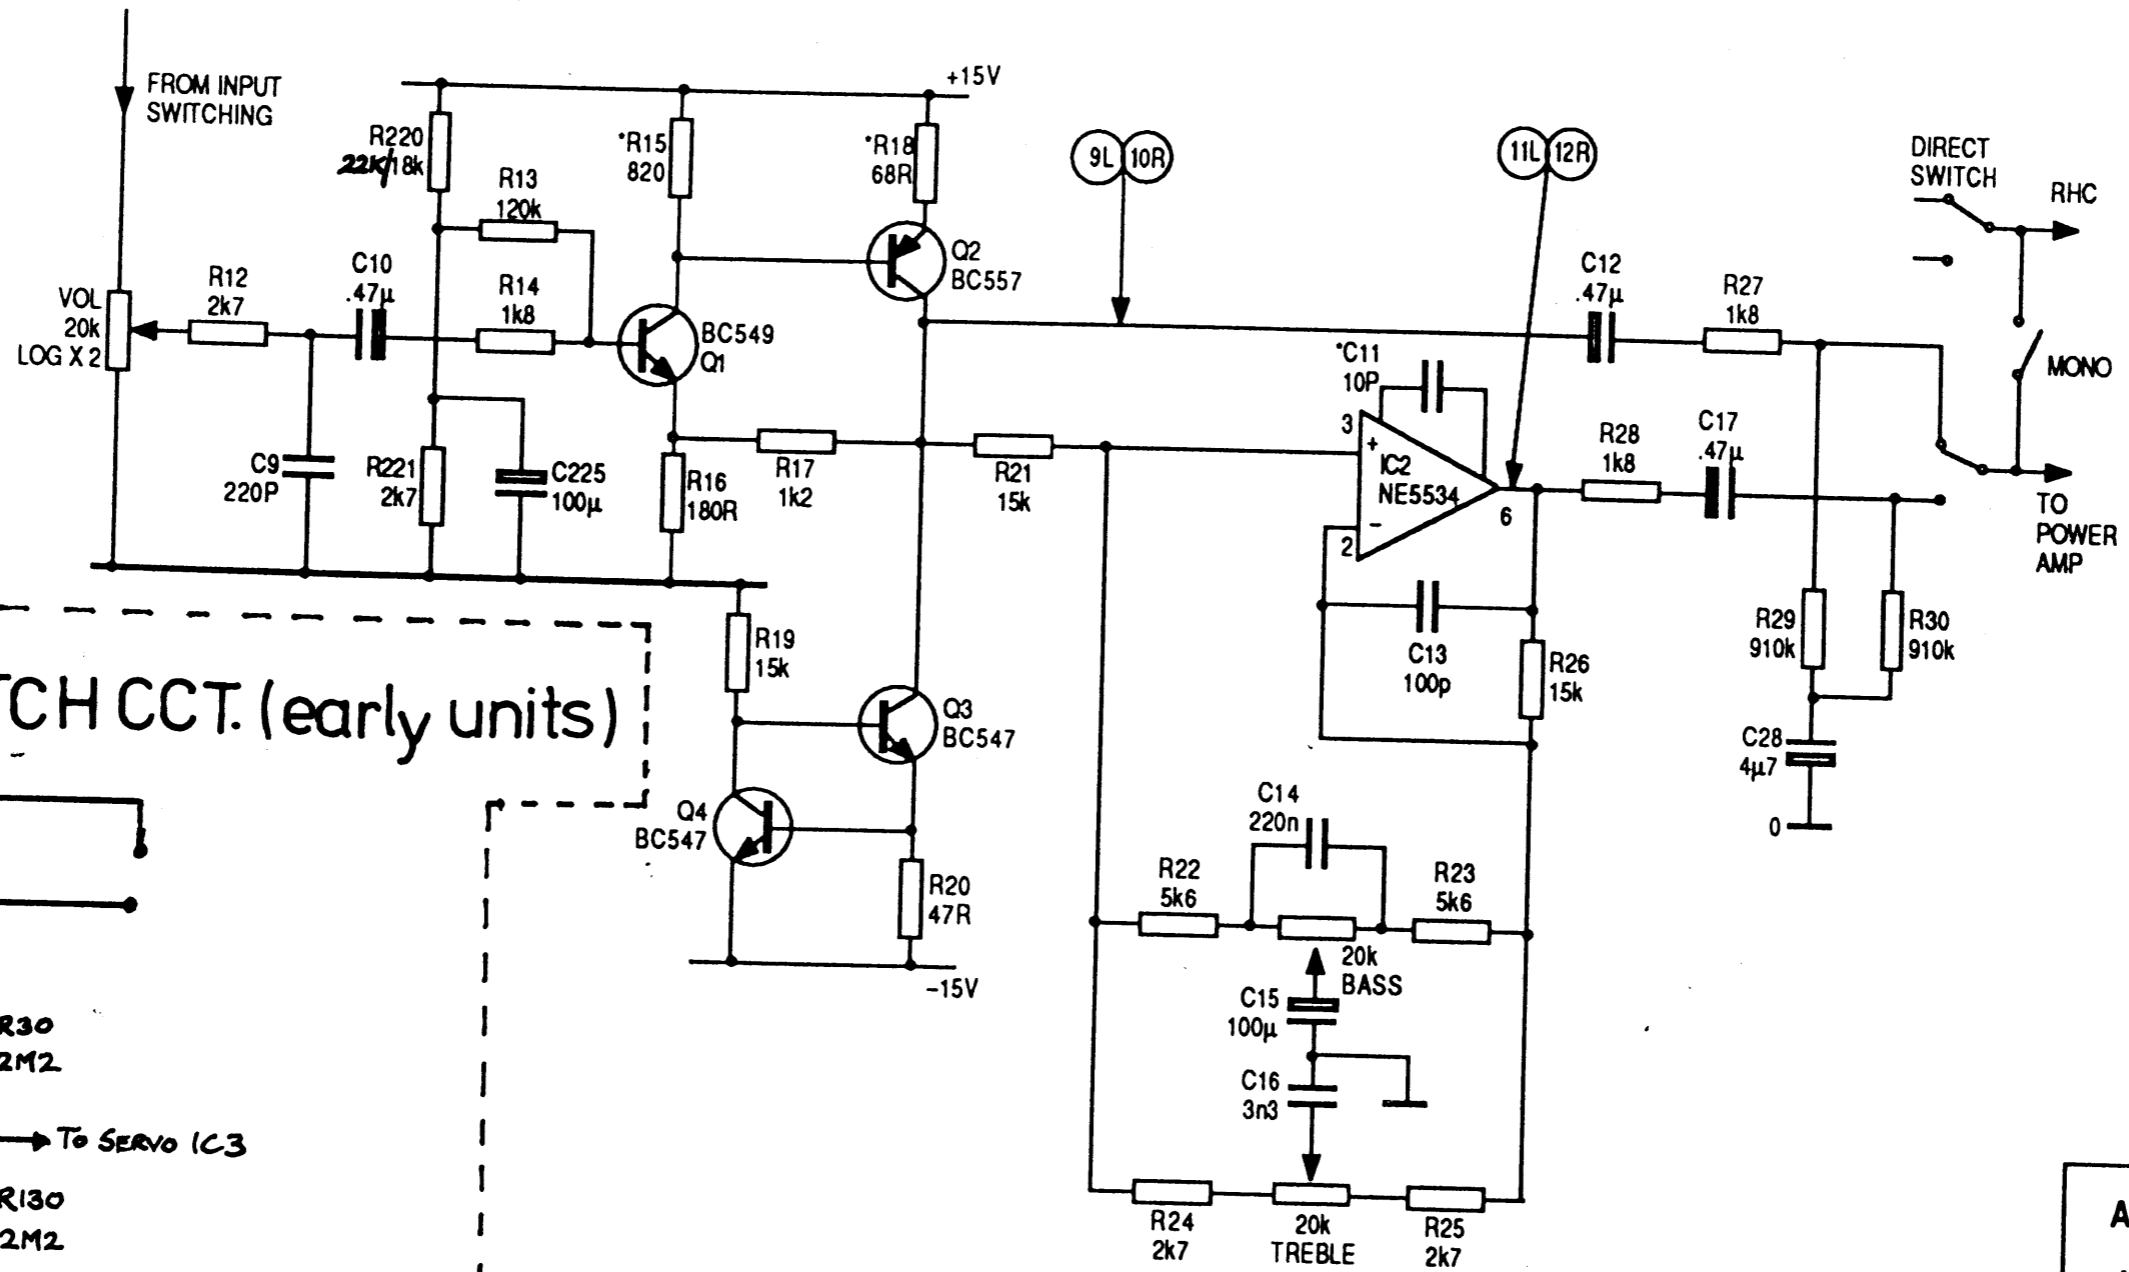 FROM INPUT
SWITCHING
+15V
R220
22K/18k
*R15
820
*R18
68R
R13
120k
9L
10R
11L
12R
DIRECT
SWITCH
RHC
Q2
BC557
VOL
20k
LOG X 2
R12
2k7
C10
.47µ
R14
1k8
BC549
Q1
C12
.47µ
R27
1k8
*C11
10P
MONO
3
+
IC2
NE5534
-
2
6
R28
1k8
C17
.47µ
TO
POWER
AMP
C9
220P
R221
2k7
C225
100µ
R16
180R
R17
1k2
R21
15k
R19
15k
C13
100p
R26
15k
R29
910k
R30
910k
TCH CCT. (early units)
Q3
BC547
C28
4µ7
0
Q4
BC547
R20
47R
-15V
C14
220n
R22
5k6
R23
5k6
20k
BASS
C15
100µ
C16
3n3
R30
2M2
To SERVO IC3
R130
2M2
R24
2k7
20k
TREBLE
R25
2k7
A